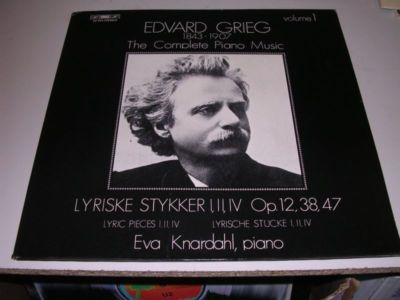 EDVARD GRIEG
volume 1
1843-1907
The Complete Piano Music
LYRISKE STYKKER I,II,IV Op.12,38,47
LYRIC PIECES I,II,IV LYRISCHE STÜCKE I,II,IV
Eva Knardahl, piano